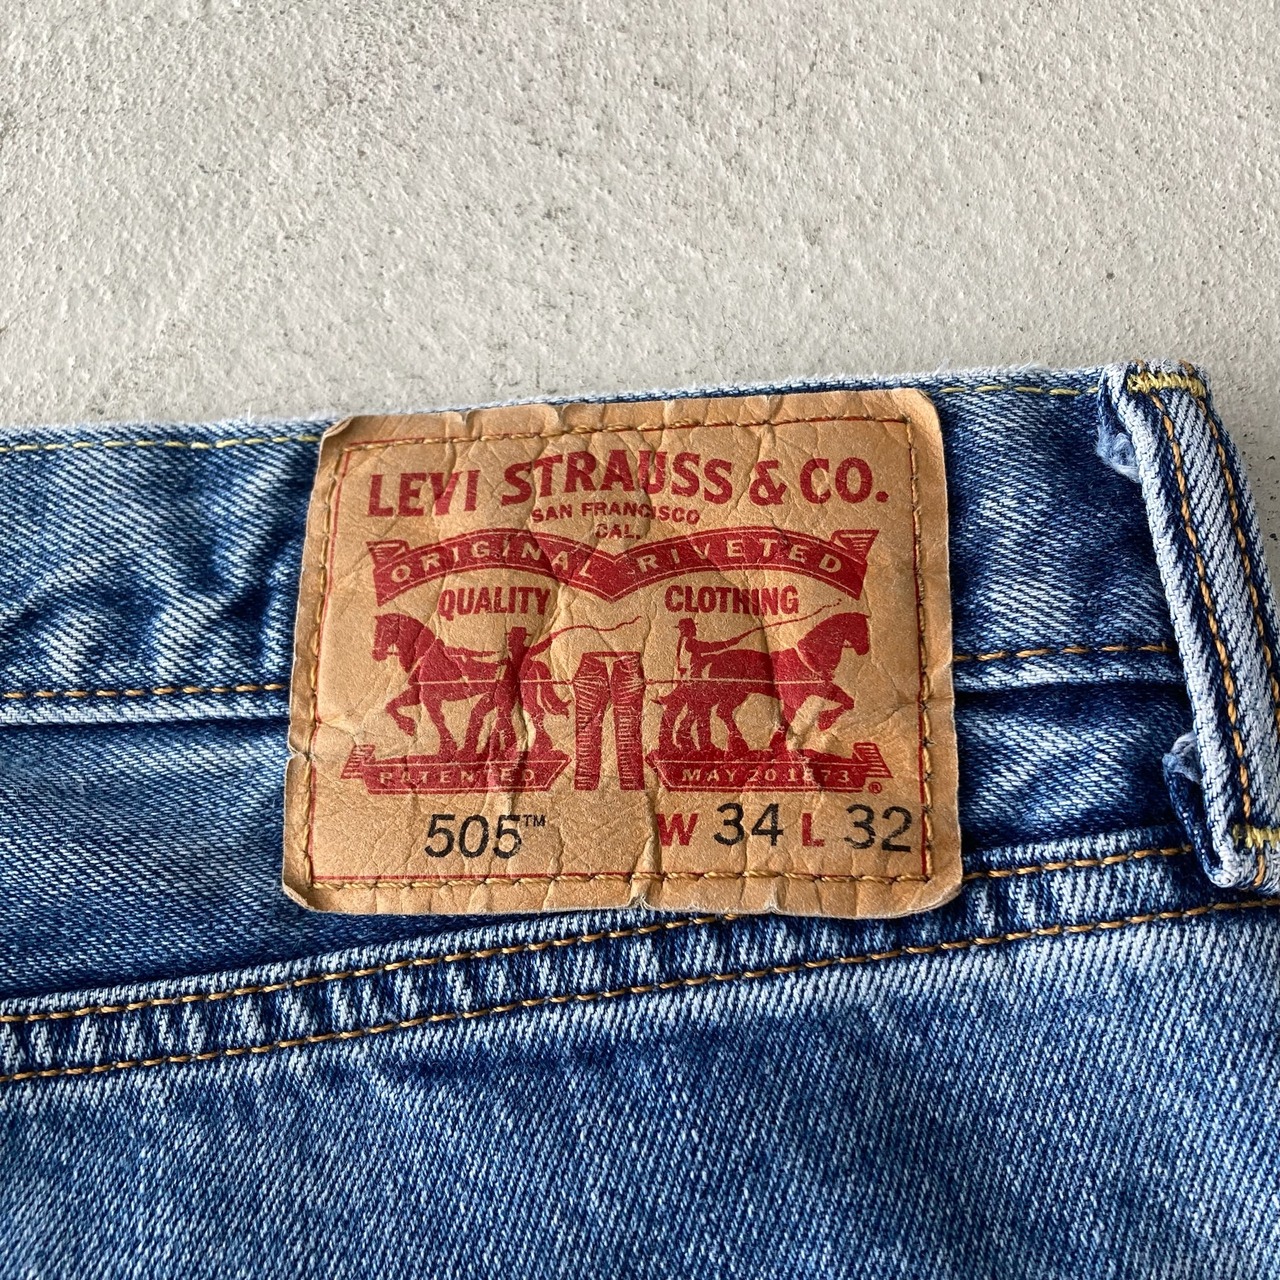 LEVI STRAUSS & CO.
SAN FRANCISCO
CAL.
ORIGINAL RIVETED
QUALITY CLOTHING
PATENTED MAY 20 1873 ®
505™ W 34 L 32